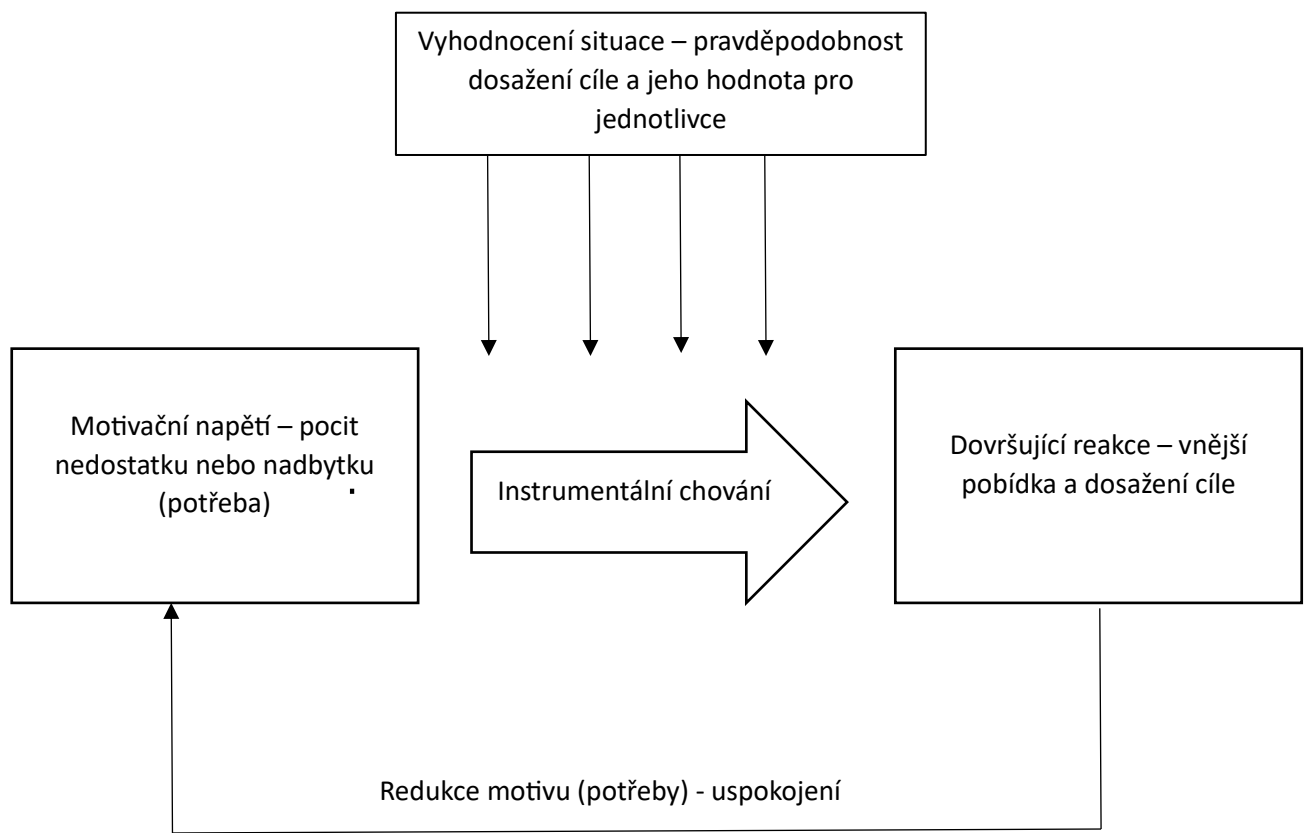 Vyhodnocení situace – pravděpodobnost
dosažení cíle a jeho hodnota pro
jednotlivce
Motivační napětí – pocit
nedostatku nebo nadbytku
(potřeba)
Instrumentální chování
Dovršující reakce – vnější
pobídka a dosažení cíle
Redukce motivu (potřeby) - uspokojení